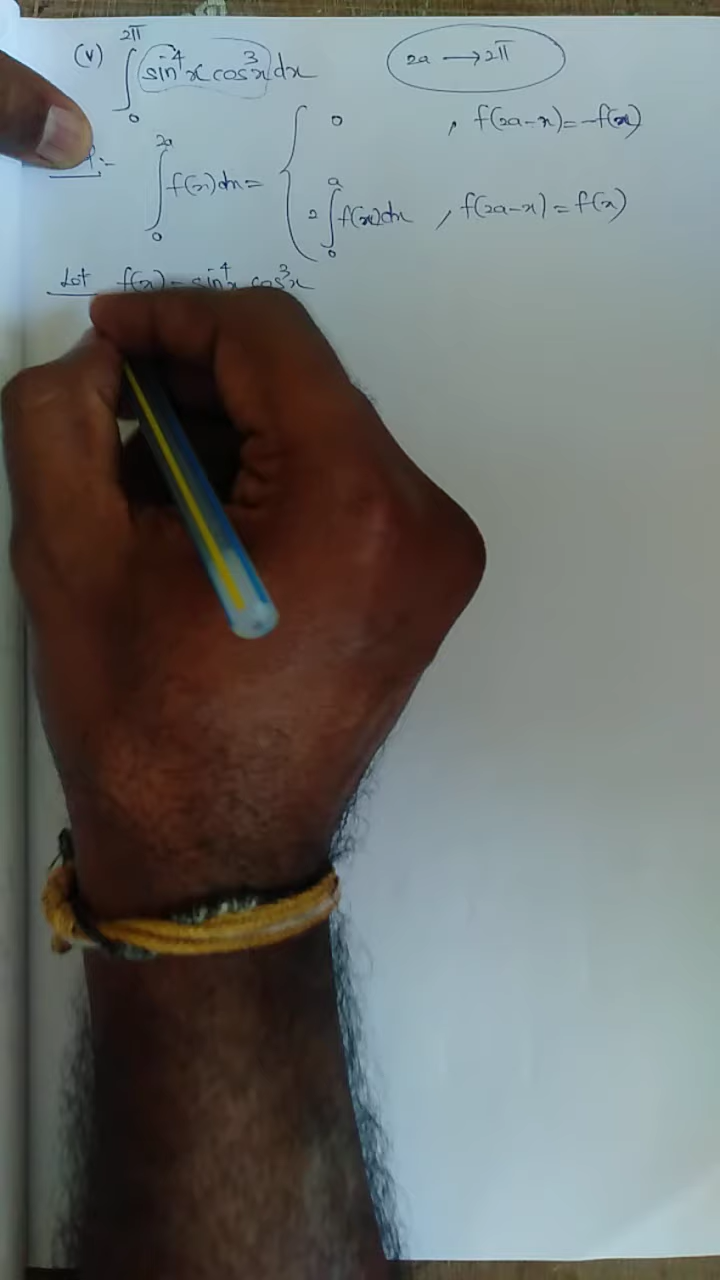 (v) ∫₀^2π sin⁴x cos³x dx 2a → 2π
∫₀^2a f(x)dx = { 0 , f(2a-x) = -f(x)
2∫₀^a f(x)dx , f(2a-x) = f(x)
Let f(x) = sin⁴x cos³x